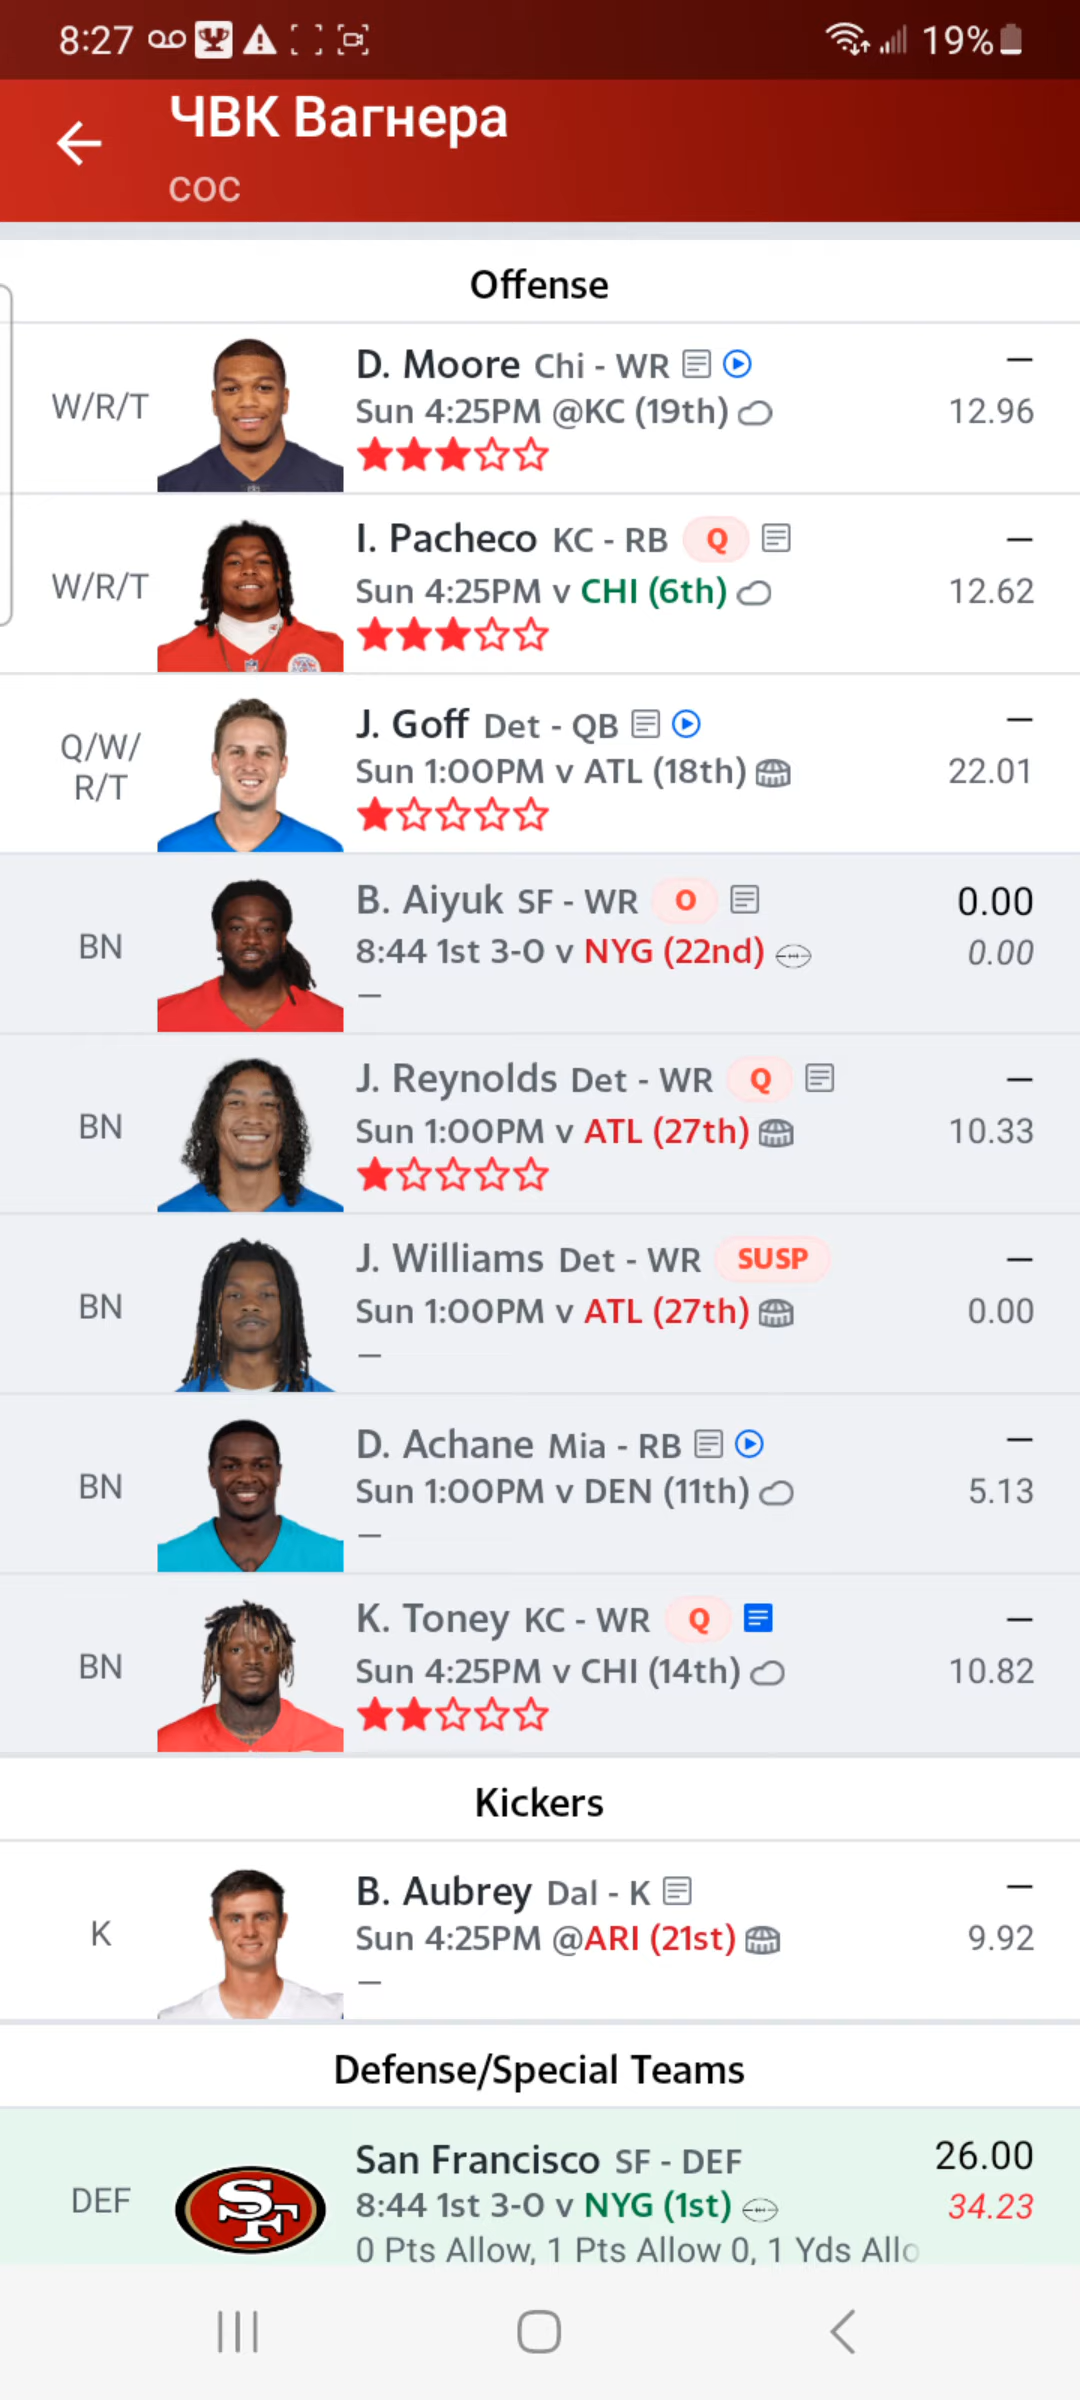 8:27
19%
ЧВК Вагнера
COC
Offense
W/R/T
D. Moore Chi - WR
Sun 4:25PM @KC (19th)
–
12.96
W/R/T
I. Pacheco KC - RB Q
Sun 4:25PM v CHI (6th)
–
12.62
Q/W/
R/T
J. Goff Det - QB
Sun 1:00PM v ATL (18th)
–
22.01
BN
B. Aiyuk SF - WR O
8:44 1st 3-0 v NYG (22nd)
–
0.00
0.00
BN
J. Reynolds Det - WR Q
Sun 1:00PM v ATL (27th)
–
10.33
BN
J. Williams Det - WR SUSP
Sun 1:00PM v ATL (27th)
–
–
0.00
BN
D. Achane Mia - RB
Sun 1:00PM v DEN (11th)
–
–
5.13
BN
K. Toney KC - WR Q
Sun 4:25PM v CHI (14th)
–
10.82
Kickers
K
B. Aubrey Dal - K
Sun 4:25PM @ARI (21st)
–
–
9.92
Defense/Special Teams
DEF
SF
San Francisco SF - DEF
8:44 1st 3-0 v NYG (1st)
0 Pts Allow, 1 Pts Allow 0, 1 Yds Allo
26.00
34.23